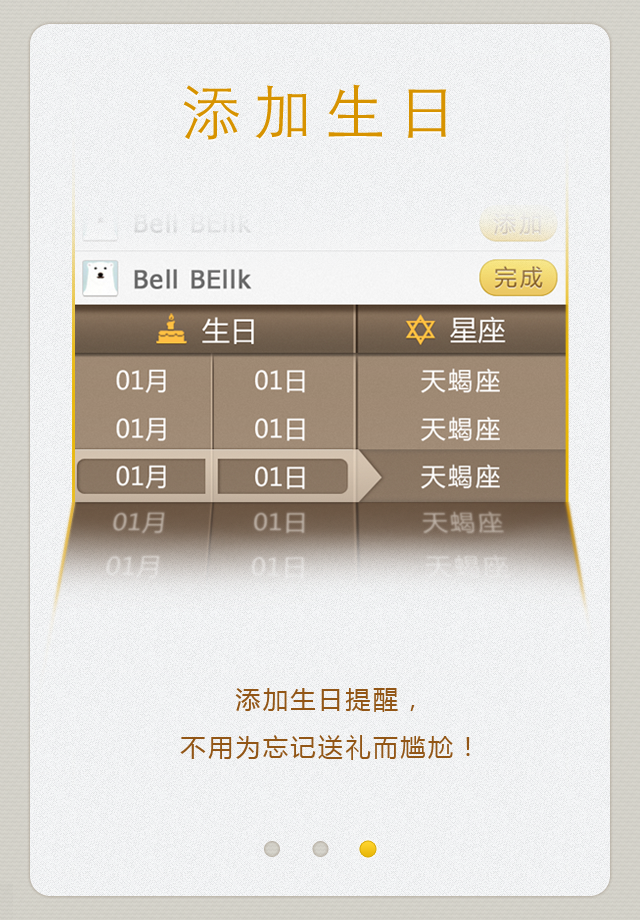 添加生日
Bell BEllk 添加
Bell BEllk 完成
生日 星座
01月 01日 天蝎座
01月 01日 天蝎座
01月 01日 天蝎座
01月 01日 天蝎座
01月 01日 天蝎座
添加生日提醒，
不用为忘记送礼而尴尬！